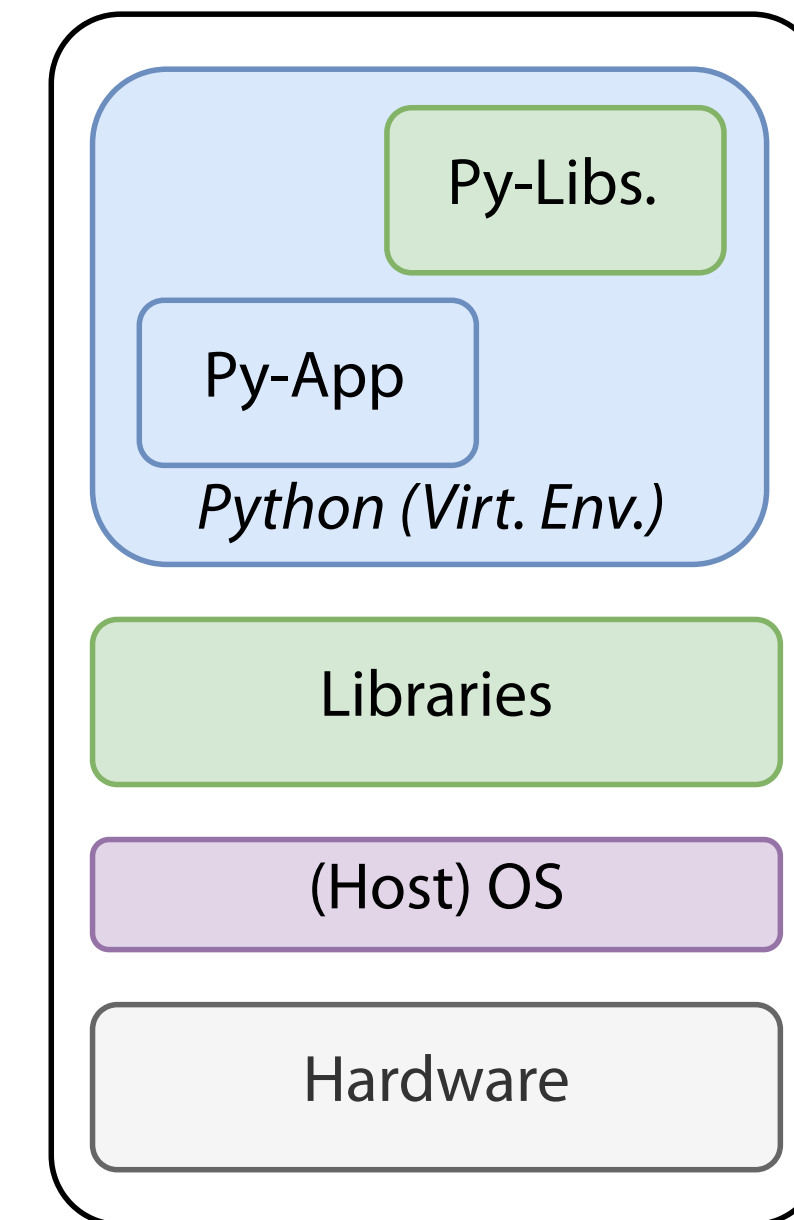 Py-Libs.
Py-App
Python (Virt. Env.)
Libraries
(Host) OS
Hardware